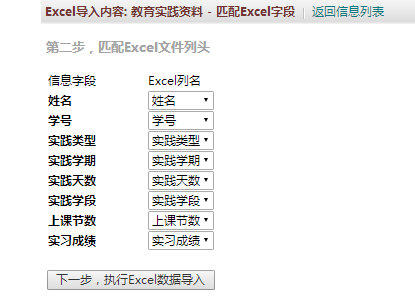 Excel导入内容: 教育实践资料 - 匹配Excel字段 | 返回信息列表
第二步，匹配Excel文件列头
信息字段 Excel列名
姓名 姓名
学号 学号
实践类型 实践类型
实践学期 实践学期
实践天数 实践天数
实践学段 实践学段
上课节数 上课节数
实习成绩 实习成绩
下一步，执行Excel数据导入